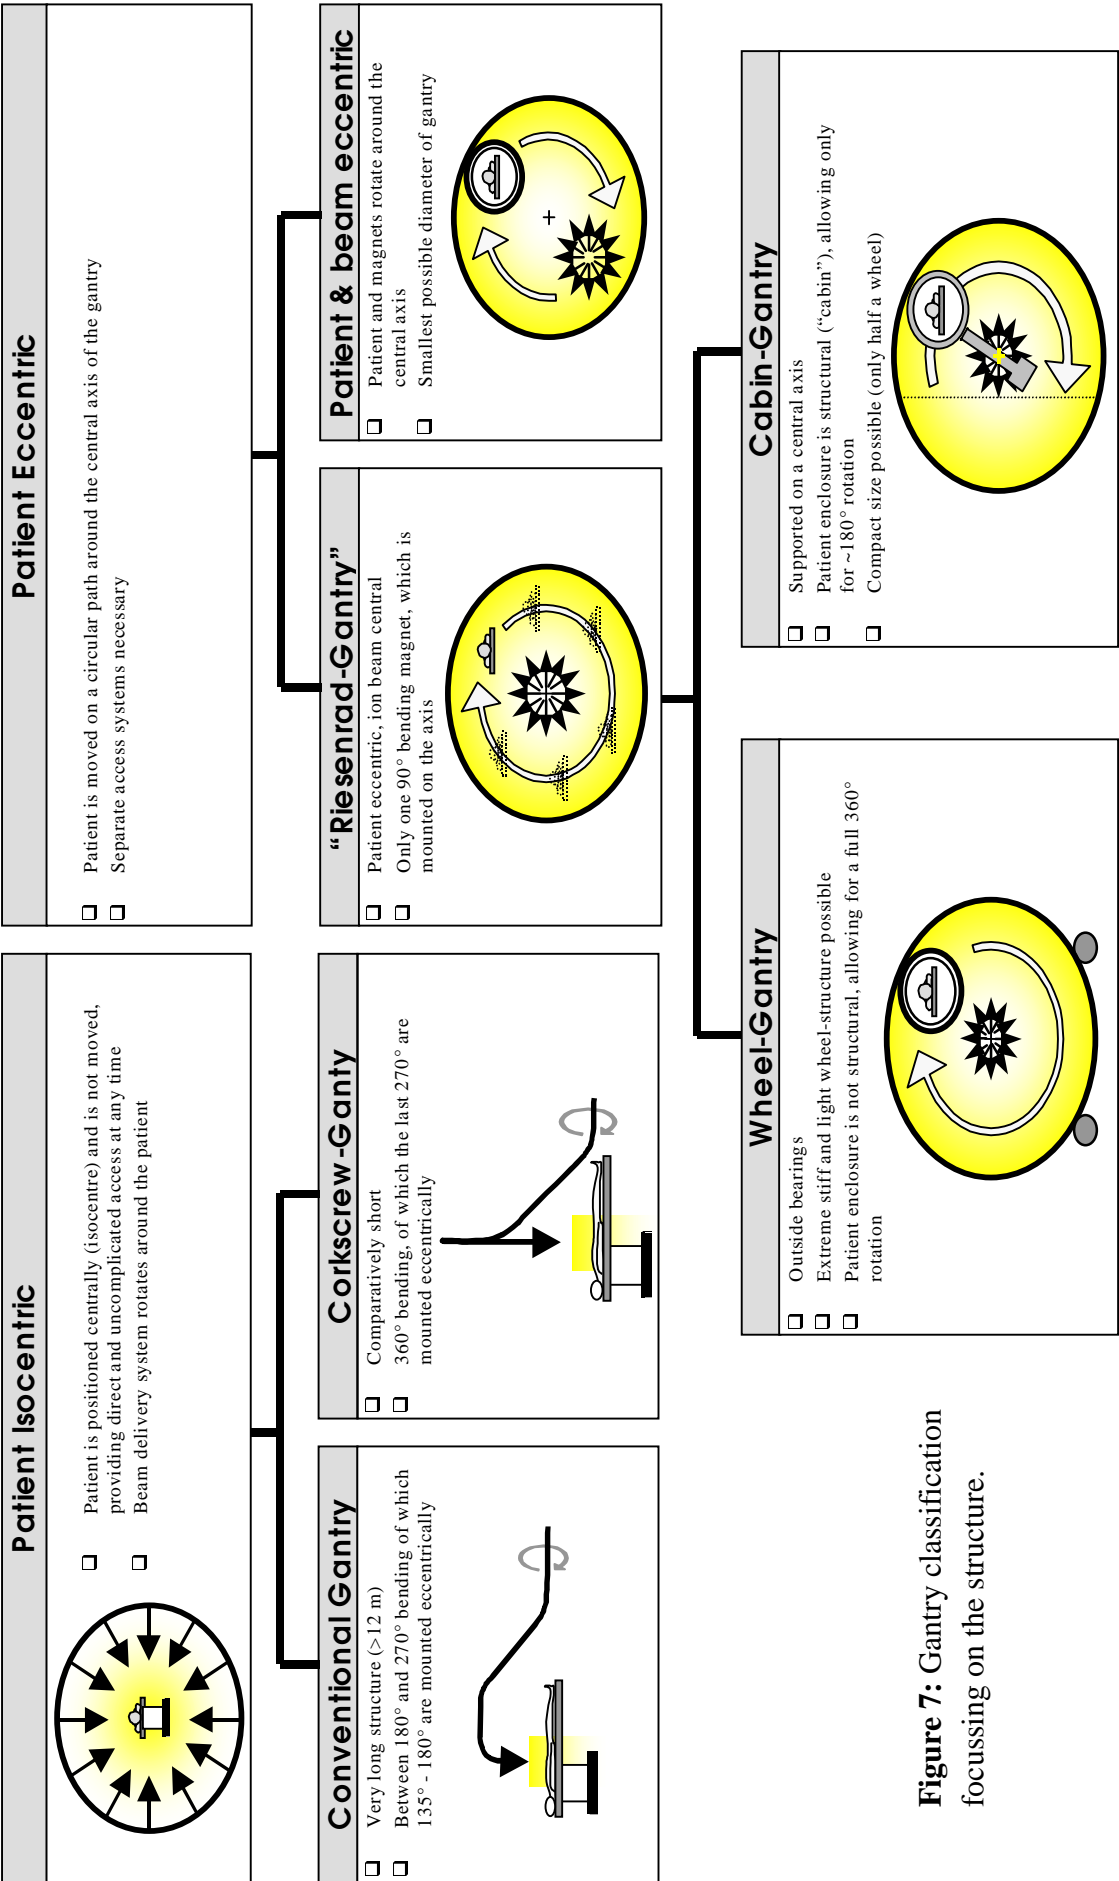 Patient Isocentric
❑ Patient is positioned centrally (isocentre) and is not moved,
providing direct and uncomplicated access at any time
❑ Beam delivery system rotates around the patient
Patient Eccentric
❑ Patient is moved on a circular path around the central axis of the gantry
❑ Separate access systems necessary
Conventional Gantry
❑ Very long structure (>12 m)
❑ Between 180° and 270° bending of which
135° - 180° are mounted eccentrically
Corkscrew-Ganty
❑ Comparatively short
❑ 360° bending, of which the last 270° are
mounted eccentrically
“Riesenrad-Gantry”
❑ Patient eccentric, ion beam central
❑ Only one 90° bending magnet, which is
mounted on the axis
Patient & beam eccentric
❑ Patient and magnets rotate around the
central axis
❑ Smallest possible diameter of gantry
Wheel-Gantry
❑ Outside bearings
❑ Extreme stiff and light wheel-structure possible
❑ Patient enclosure is not structural, allowing for a full 360°
rotation
Cabin-Gantry
❑ Supported on a central axis
❑ Patient enclosure is structural (“cabin”), allowing only
for ~180° rotation
❑ Compact size possible (only half a wheel)
Figure 7: Gantry classification
focussing on the structure.